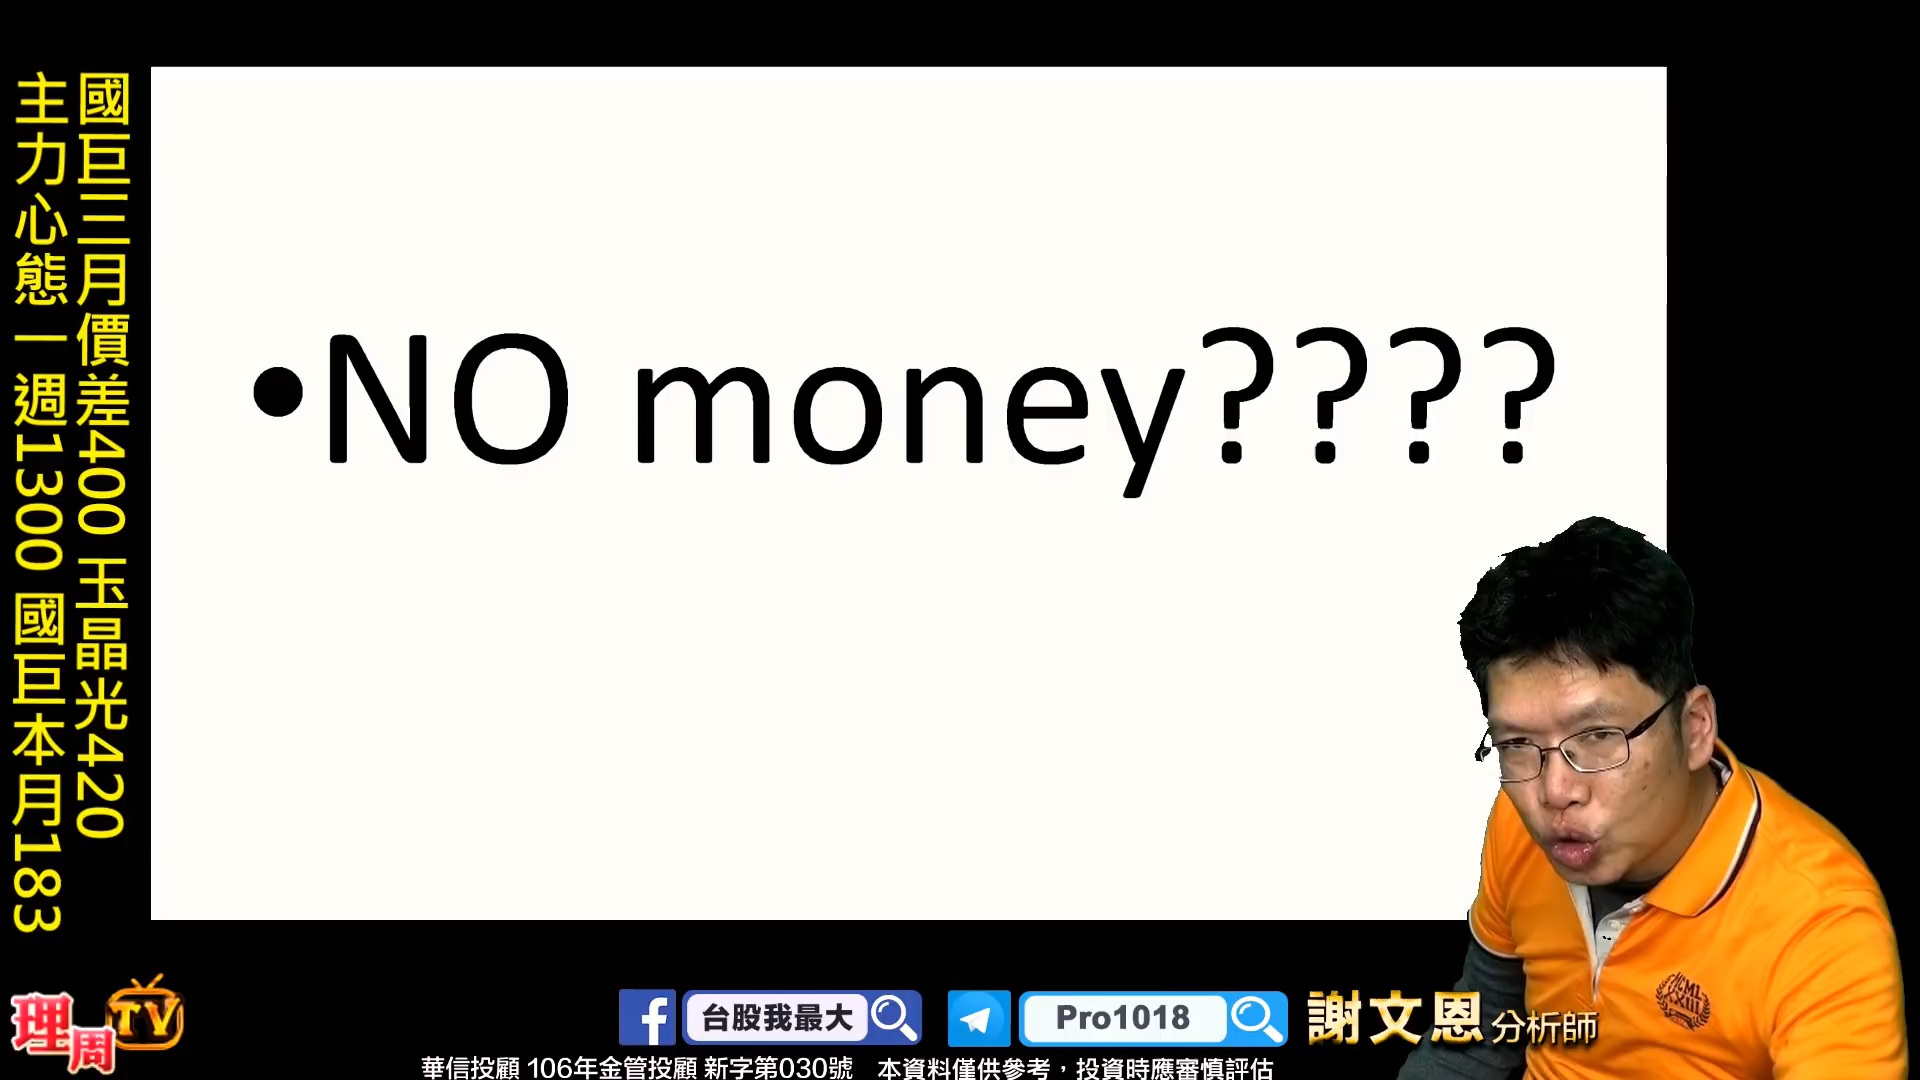 國巨三月價差400 玉晶光420
主力心態一週1300 國巨本月183
•NO money????
理周TV
台股我最大
Pro1018
謝文恩 分析師
華信投顧 106年金管投顧 新字第030號 本資料僅供參考，投資時應審慎評估